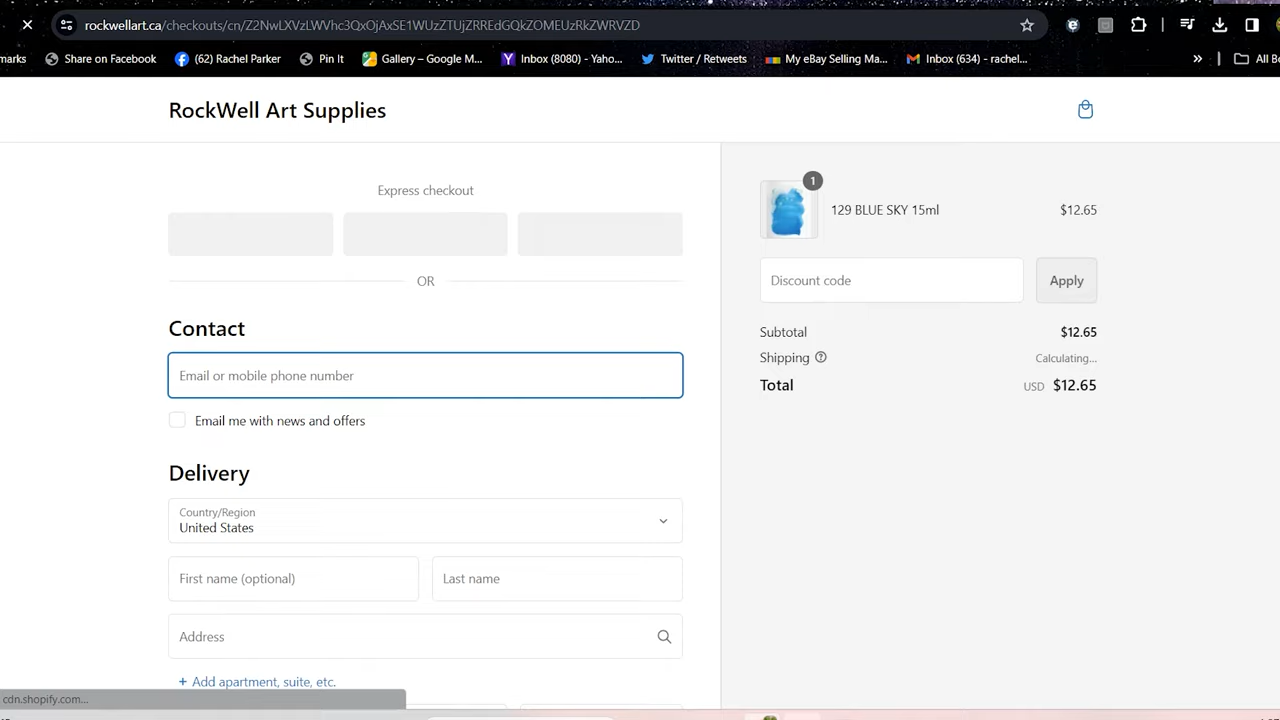 rockwellart.ca/checkouts/cn/Z2NwLXVzLWVhc3QxOjAxSE1WUzZTUjZRREdGQkZOMEUzRkZWRVZD
marks Share on Facebook (62) Rachel Parker Pin It Gallery – Google M... Inbox (8080) - Yaho... Twitter / Retweets My eBay Selling Ma... Inbox (634) - rachel... » All Bo
RockWell Art Supplies
Express checkout
OR
Contact
Email or mobile phone number
Email me with news and offers
Delivery
Country/Region
United States
First name (optional) Last name
Address
+ Add apartment, suite, etc.
1
129 BLUE SKY 15ml $12.65
Discount code Apply
Subtotal $12.65
Shipping Calculating...
Total USD $12.65
cdn.shopify.com...